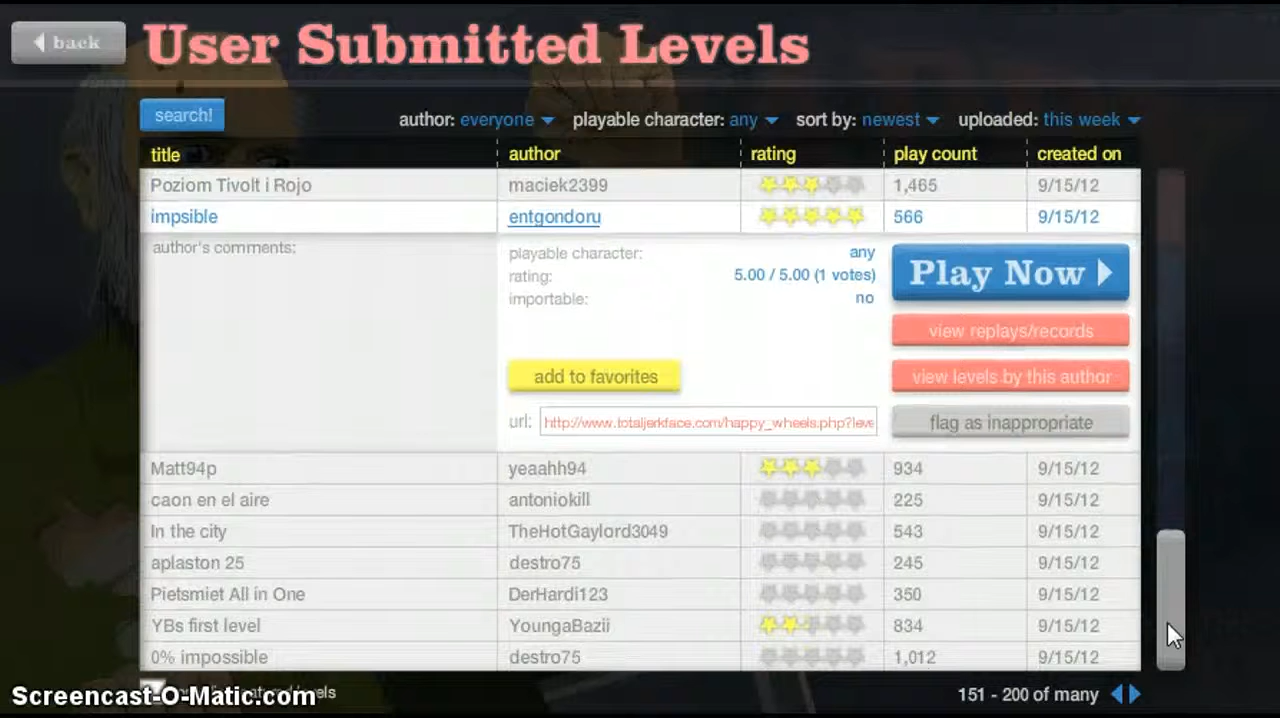 back
User Submitted Levels
search!
author: everyone playable character: any sort by: newest uploaded: this week
title author rating play count created on
Poziom Tivolt i Rojo maciek2399 1,465 9/15/12
impsible entgondoru 566 9/15/12
author's comments:
playable character: any
rating: 5.00 / 5.00 (1 votes)
importable: no
Play Now
view replays/records
add to favorites
view levels by this author
url: http://www.totaljerkface.com/happy_wheels.php?leve
flag as inappropriate
Matt94p yeaahh94 934 9/15/12
caon en el aire antoniokill 225 9/15/12
In the city TheHotGaylord3049 543 9/15/12
aplaston 25 destro75 245 9/15/12
Pietsmiet All in One DerHardi123 350 9/15/12
YBs first level YoungaBazii 834 9/15/12
0% impossible destro75 1,012 9/15/12
levels
151 - 200 of many
Screencast-O-Matic.com